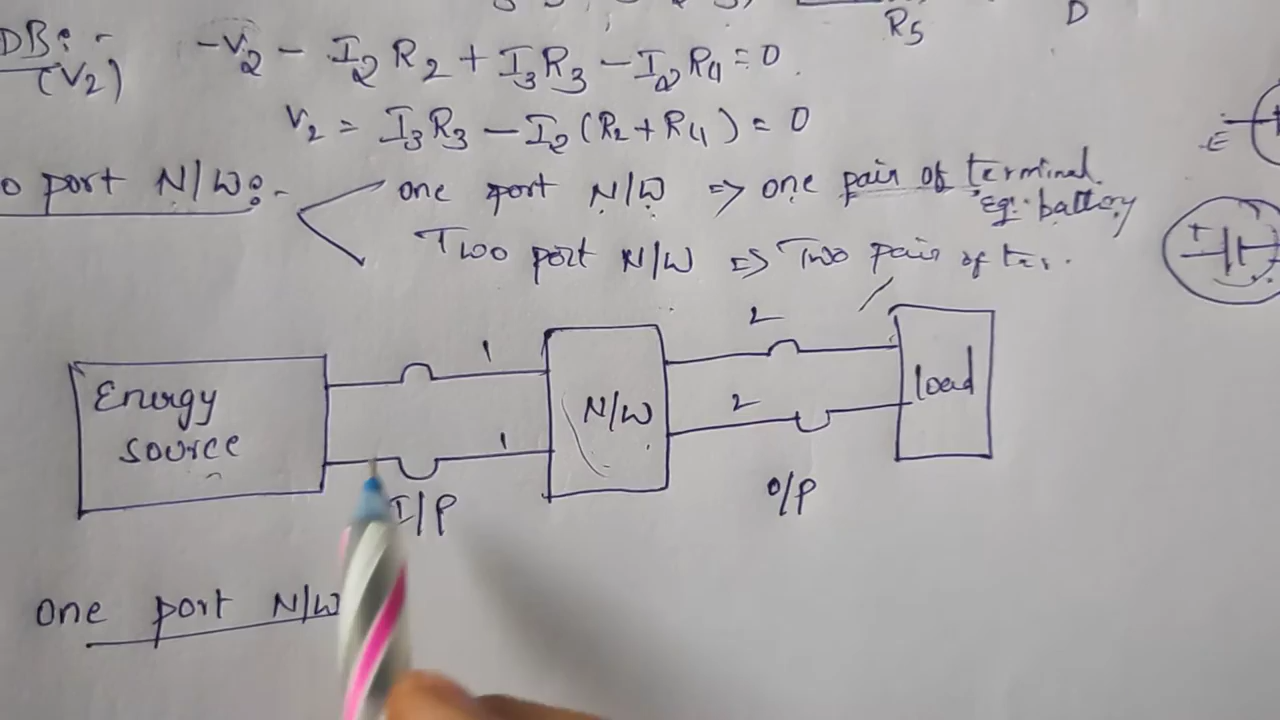 R5 D
DB:- -V2 - I2R2 + I3R3 - I2R4 = 0
(V2)
V2 = I3R3 - I2(R2+R4) = 0
E
o port N/W:- one port N/W => one pair of terminal.
Eg:- battery
Two port N/W => Two pair of ter.
Energy source
1
1
I/P
N/W
2
2
O/P
load
One port N/W